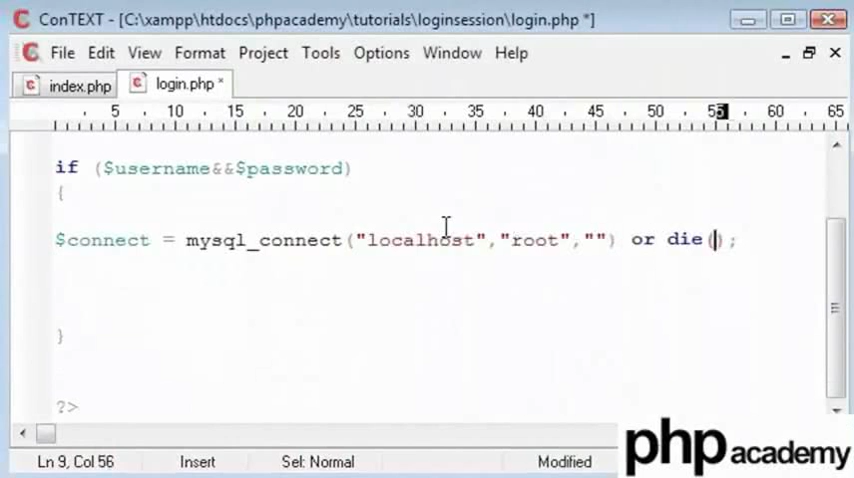 ConTEXT - [C:\xampp\htdocs\phpacademy\tutorials\loginsession\login.php *]
File Edit View Format Project Tools Options Window Help
index.php login.php *
5 10 15 20 25 30 35 40 45 50 55 60 65
if ($username&&$password)
{
$connect = mysql_connect("localhost","root","") or die();
}
?>
Ln 9, Col 56 Insert Sel: Normal Modified
php academy